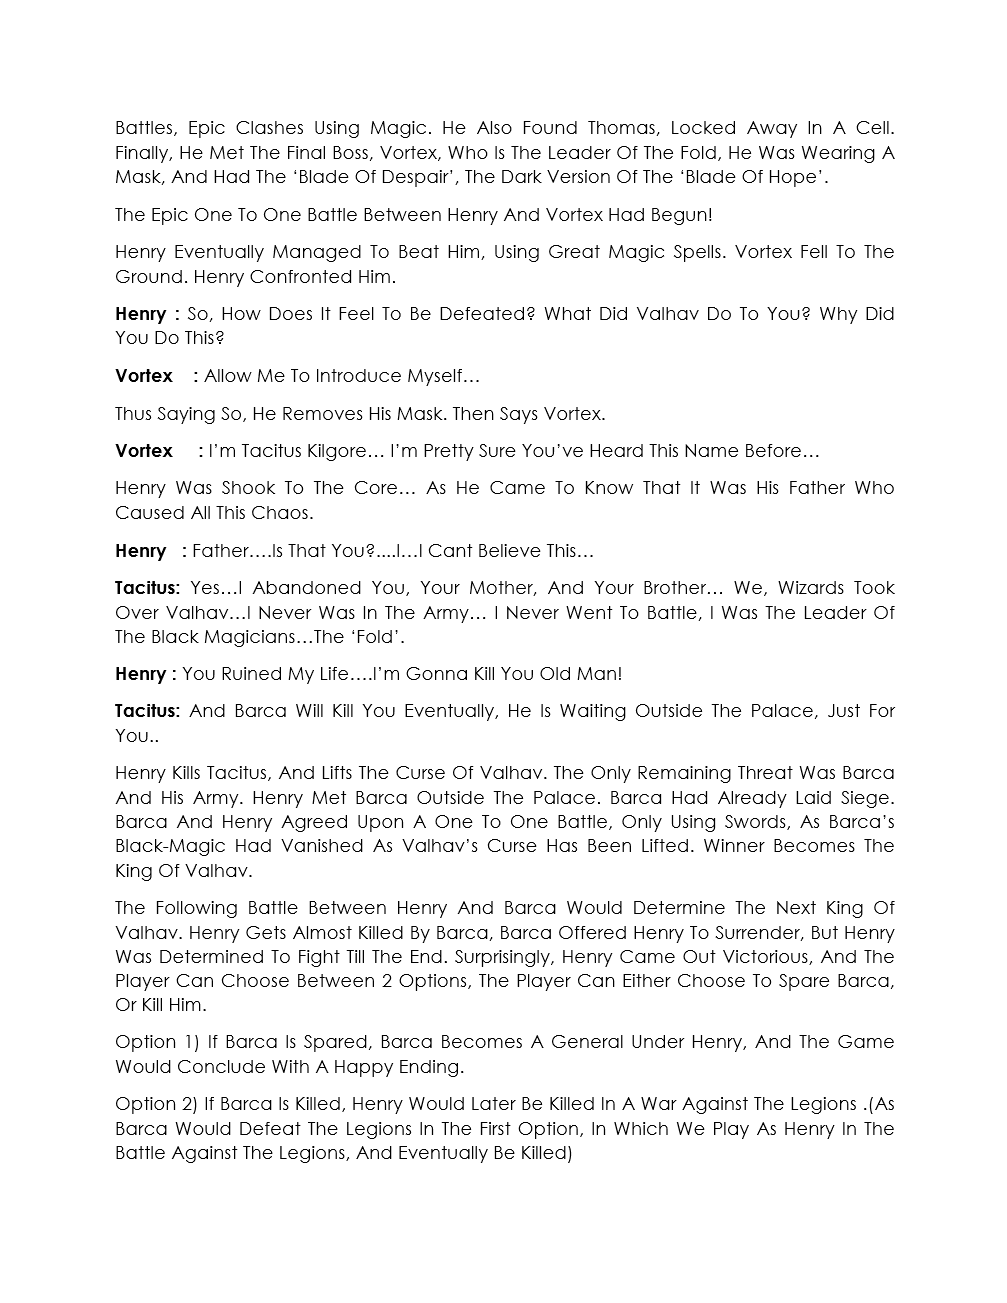 Battles, Epic Clashes Using Magic. He Also Found Thomas, Locked Away In A Cell.
Finally, He Met The Final Boss, Vortex, Who Is The Leader Of The Fold, He Was Wearing A
Mask, And Had The ‘Blade Of Despair’, The Dark Version Of The ‘Blade Of Hope’.
The Epic One To One Battle Between Henry And Vortex Had Begun!
Henry Eventually Managed To Beat Him, Using Great Magic Spells. Vortex Fell To The
Ground. Henry Confronted Him.
Henry : So, How Does It Feel To Be Defeated? What Did Valhav Do To You? Why Did
You Do This?
Vortex : Allow Me To Introduce Myself…
Thus Saying So, He Removes His Mask. Then Says Vortex.
Vortex : I’m Tacitus Kilgore… I’m Pretty Sure You’ve Heard This Name Before…
Henry Was Shook To The Core… As He Came To Know That It Was His Father Who
Caused All This Chaos.
Henry : Father….Is That You?....I…I Cant Believe This…
Tacitus: Yes…I Abandoned You, Your Mother, And Your Brother… We, Wizards Took
Over Valhav…I Never Was In The Army… I Never Went To Battle, I Was The Leader Of
The Black Magicians…The ‘Fold’.
Henry : You Ruined My Life….I’m Gonna Kill You Old Man!
Tacitus: And Barca Will Kill You Eventually, He Is Waiting Outside The Palace, Just For
You..
Henry Kills Tacitus, And Lifts The Curse Of Valhav. The Only Remaining Threat Was Barca
And His Army. Henry Met Barca Outside The Palace. Barca Had Already Laid Siege.
Barca And Henry Agreed Upon A One To One Battle, Only Using Swords, As Barca’s
Black-Magic Had Vanished As Valhav’s Curse Has Been Lifted. Winner Becomes The
King Of Valhav.
The Following Battle Between Henry And Barca Would Determine The Next King Of
Valhav. Henry Gets Almost Killed By Barca, Barca Offered Henry To Surrender, But Henry
Was Determined To Fight Till The End. Surprisingly, Henry Came Out Victorious, And The
Player Can Choose Between 2 Options, The Player Can Either Choose To Spare Barca,
Or Kill Him.
Option 1) If Barca Is Spared, Barca Becomes A General Under Henry, And The Game
Would Conclude With A Happy Ending.
Option 2) If Barca Is Killed, Henry Would Later Be Killed In A War Against The Legions .(As
Barca Would Defeat The Legions In The First Option, In Which We Play As Henry In The
Battle Against The Legions, And Eventually Be Killed)